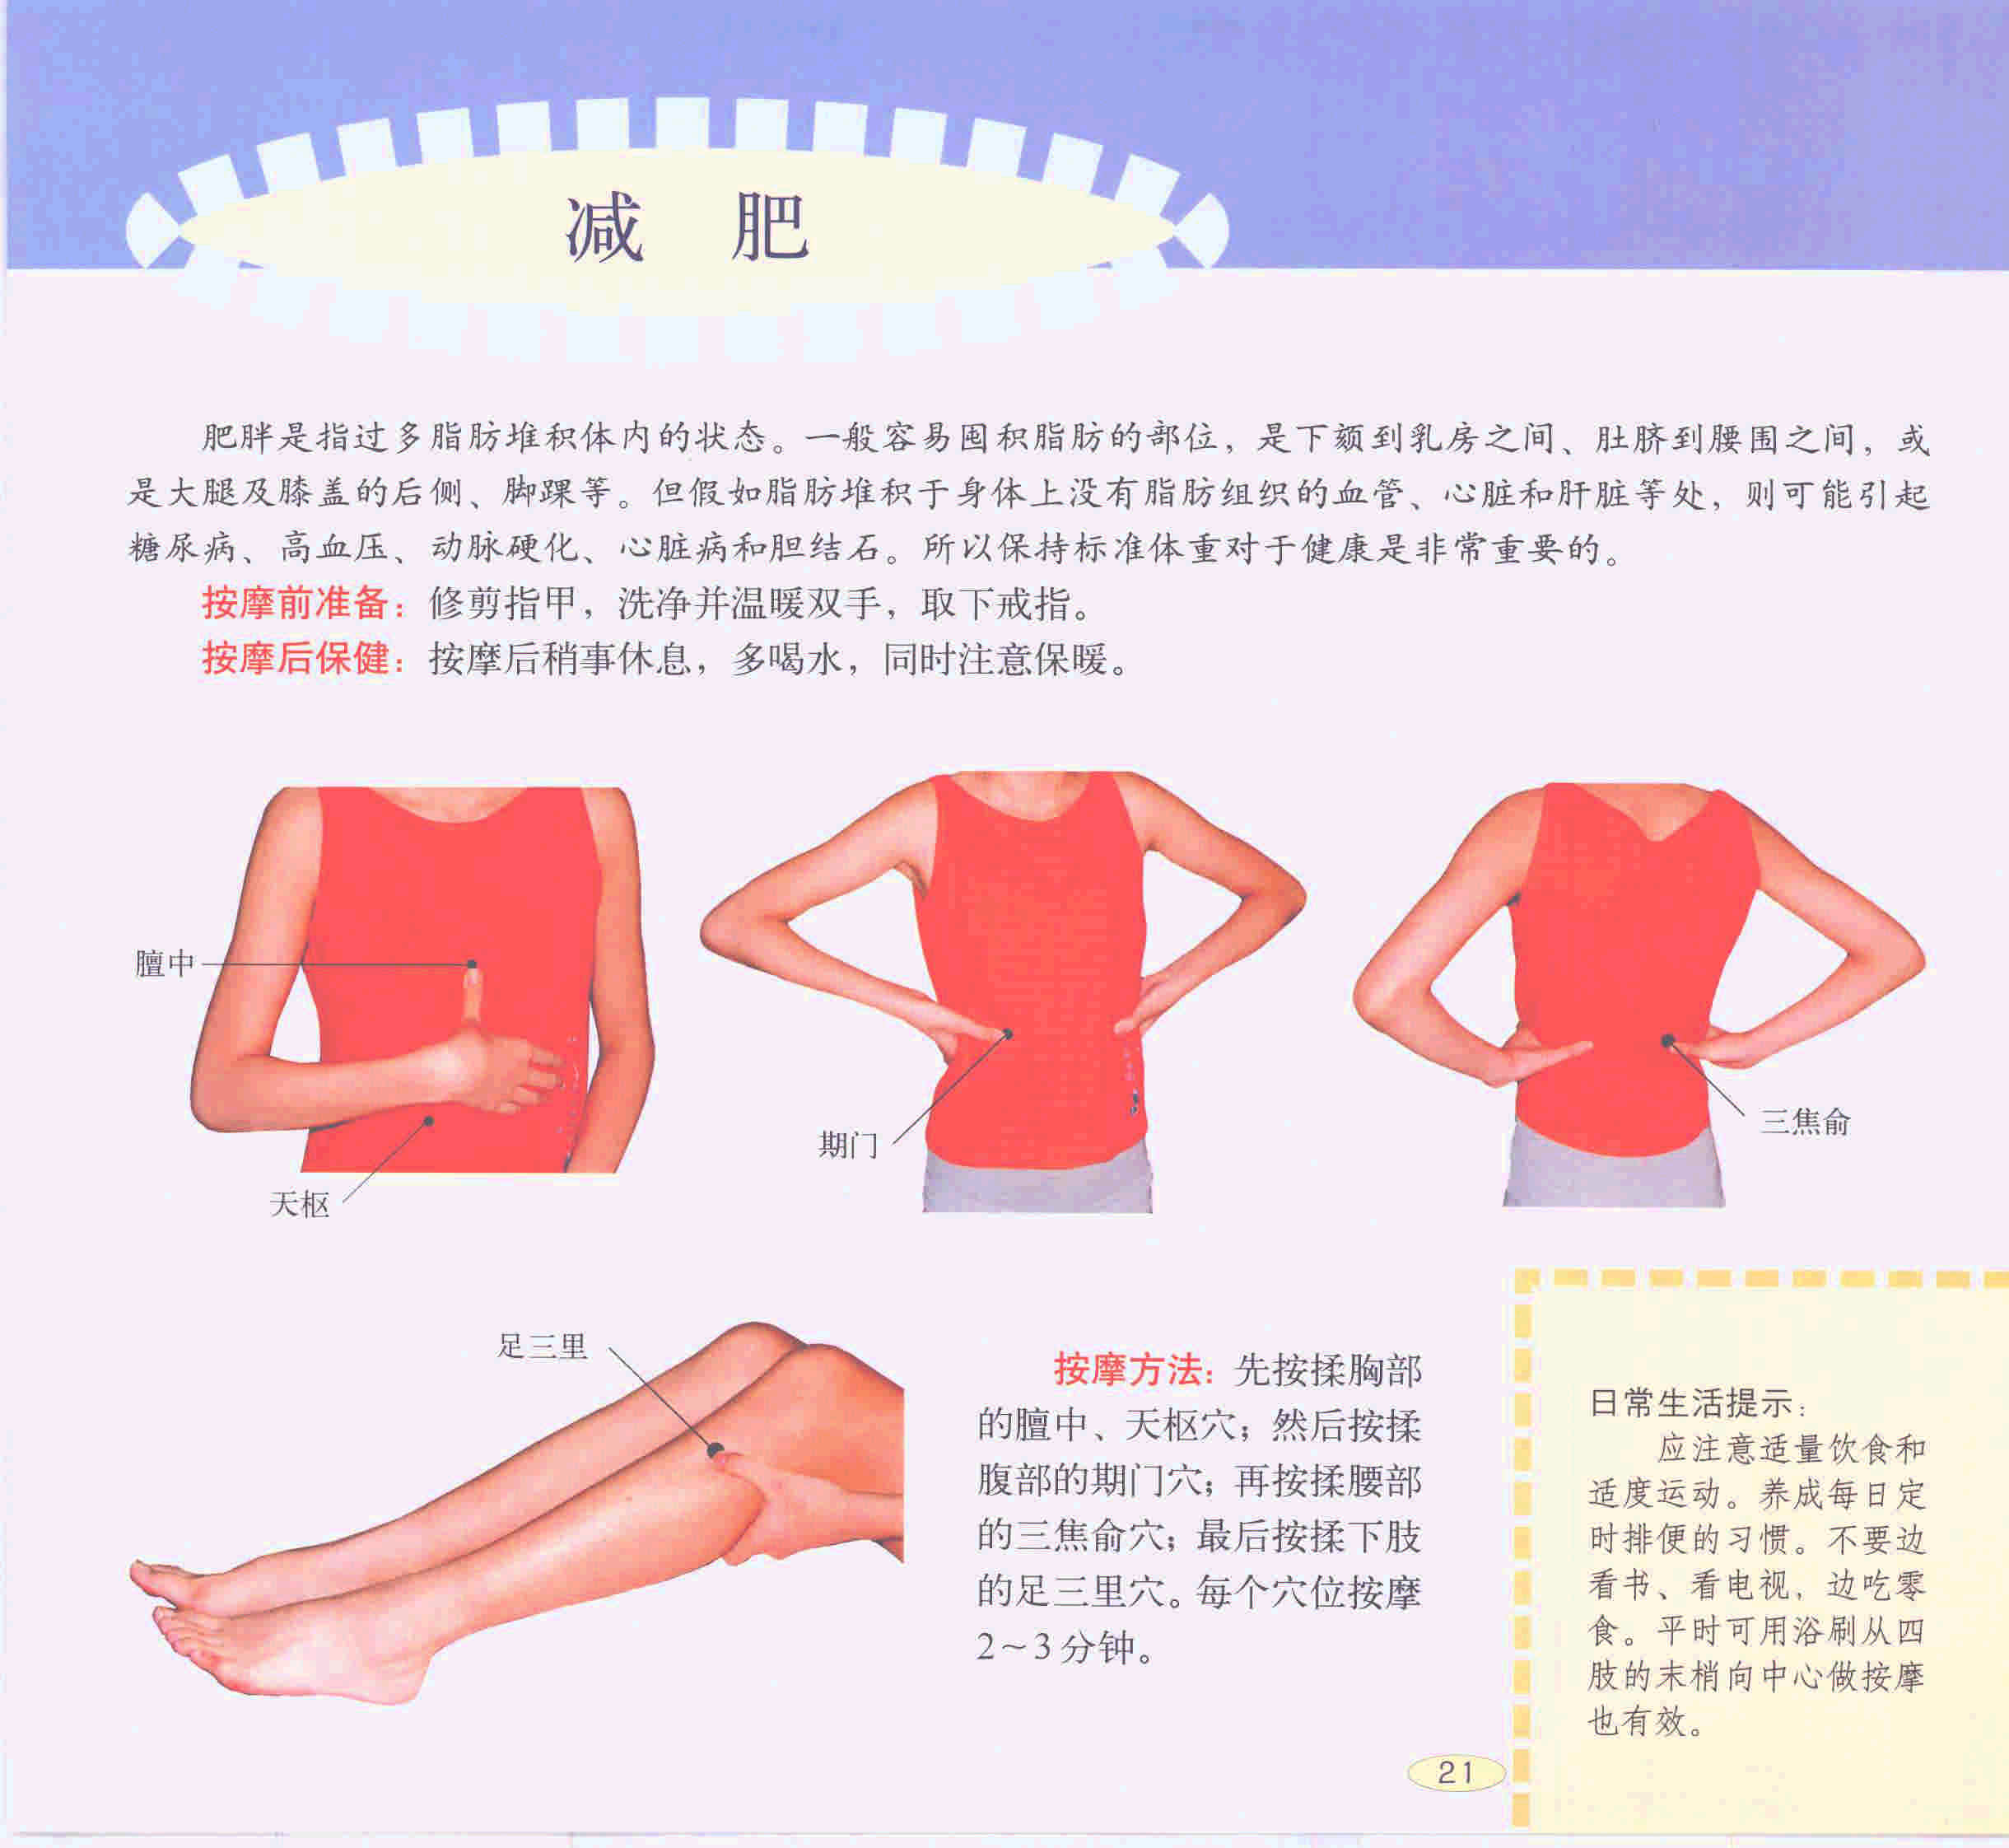 减 肥
肥胖是指过多脂肪堆积体内的状态。一般容易囤积脂肪的部位，是下颏到乳房之间、肚脐到腰围之间，或
是大腿及膝盖的后侧、脚踝等。但假如脂肪堆积于身体上没有脂肪组织的血管、心脏和肝脏等处，则可能引起
糖尿病、高血压、动脉硬化、心脏病和胆结石。所以保持标准体重对于健康是非常重要的。
按摩前准备：修剪指甲，洗净并温暖双手，取下戒指。
按摩后保健：按摩后稍事休息，多喝水，同时注意保暖。
膻中
天枢
期门
三焦俞
足三里
按摩方法：先按揉胸部
的膻中、天枢穴；然后按揉
腹部的期门穴；再按揉腰部
的三焦俞穴；最后按揉下肢
的足三里穴。每个穴位按摩
2～3分钟。
日常生活提示：
应注意适量饮食和
适度运动。养成每日定
时排便的习惯。不要边
看书、看电视，边吃零
食。平时可用浴刷从四
肢的末梢向中心做按摩
也有效。
21